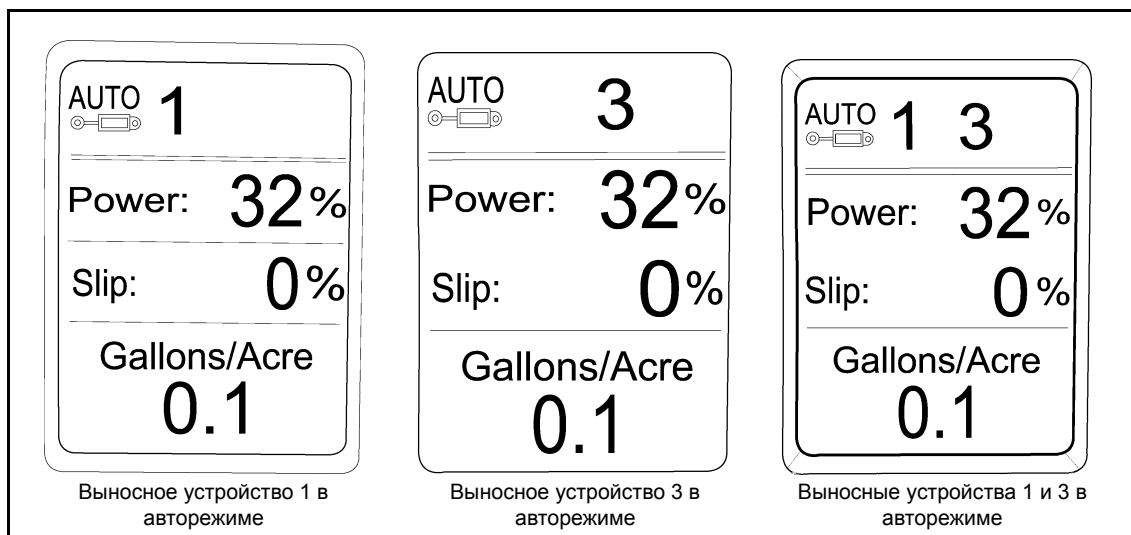 AUTO 1
Power: 32%
Slip: 0%
Gallons/Acre
0.1
Выносное устройство 1 в
авторежиме
AUTO 3
Power: 32%
Slip: 0%
Gallons/Acre
0.1
Выносное устройство 3 в
авторежиме
AUTO 1 3
Power: 32%
Slip: 0%
Gallons/Acre
0.1
Выносные устройства 1 и 3 в
авторежиме